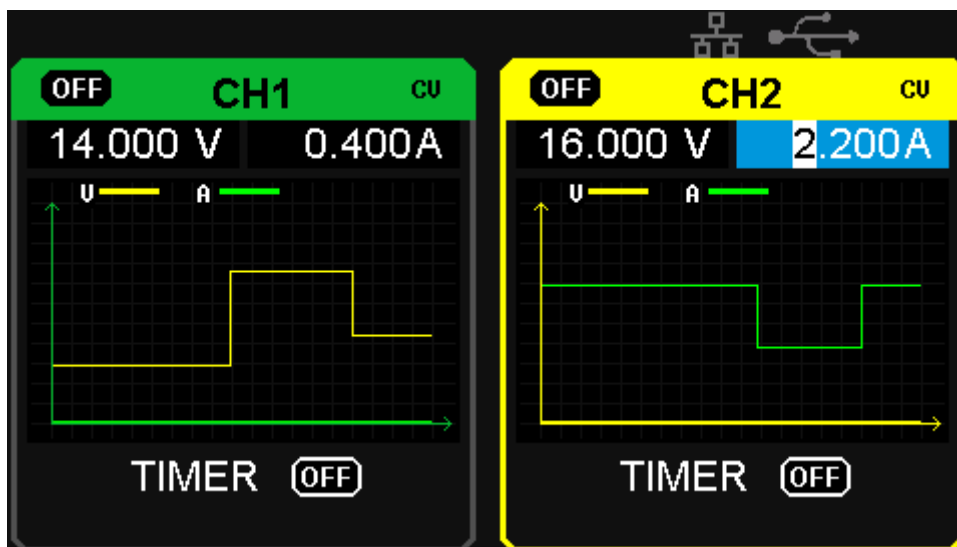 OFF CH1 CV
14.000 V 0.400A
V A
TIMER OFF
OFF CH2 CV
16.000 V 2.200A
V A
TIMER OFF